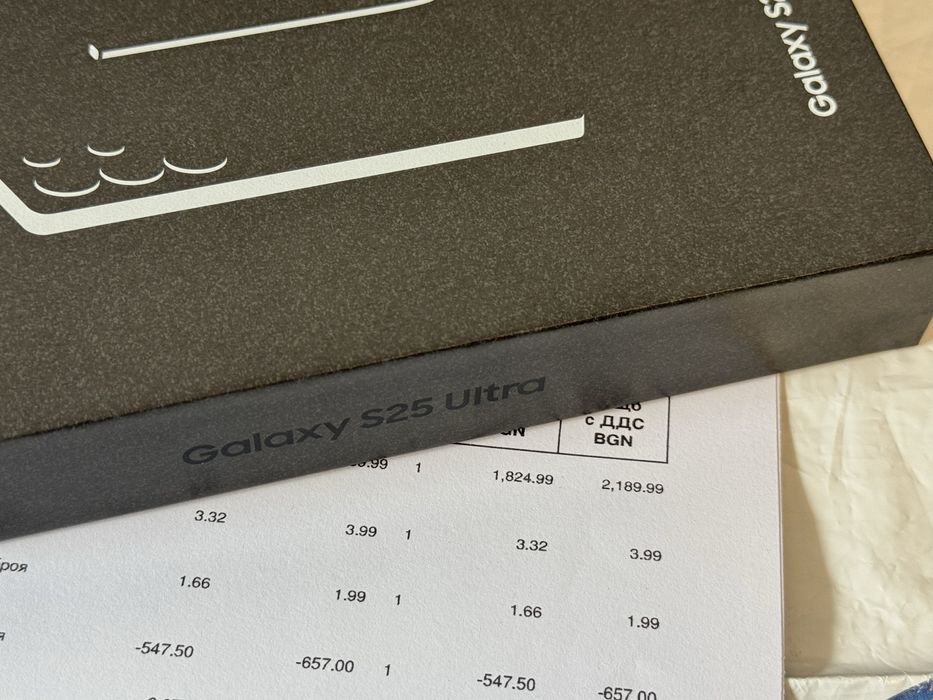 Galaxy
Galaxy S25 Ultra
с ДДС
BGN
1 1,824.99 2,189.99
3.32 3.99 1 3.32 3.99
1.66 1.99 1 1.66 1.99
-547.50 -657.00 1 -547.50 -657.00